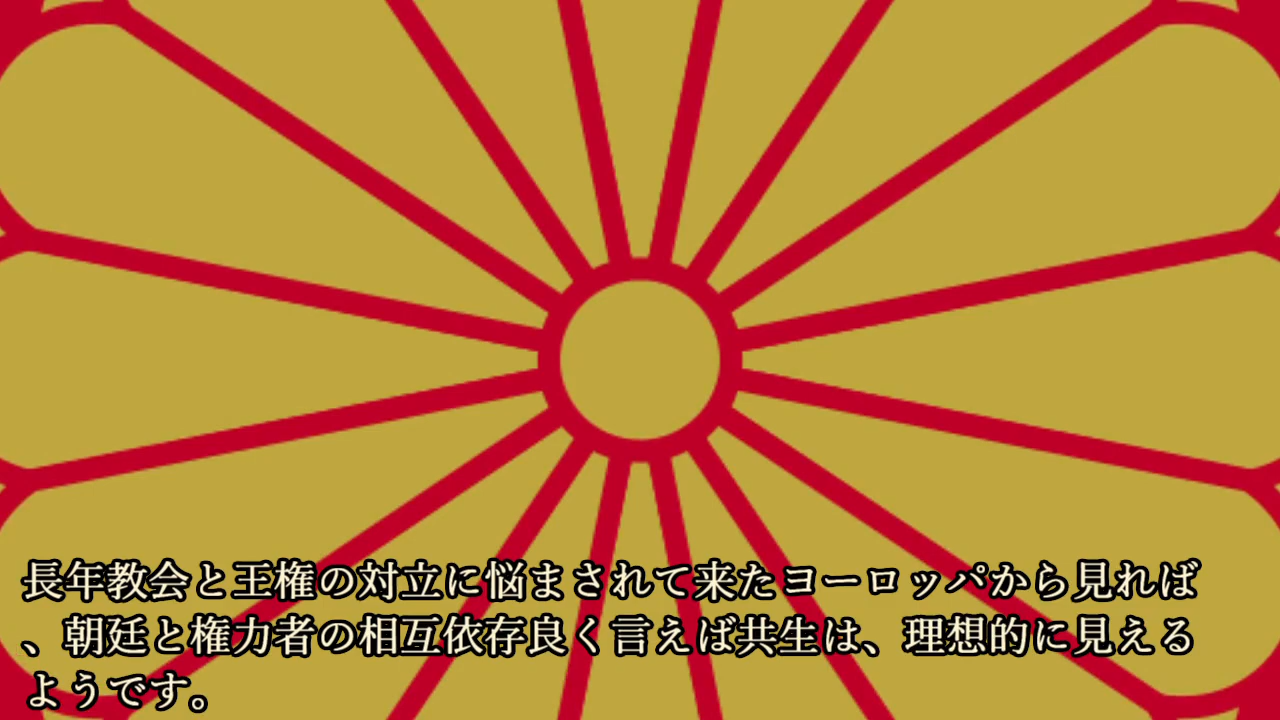 長年教会と王権の対立に悩まされて来たヨーロッパから見れば
、朝廷と権力者の相互依存良く言えば共生は、理想的に見える
ようです。